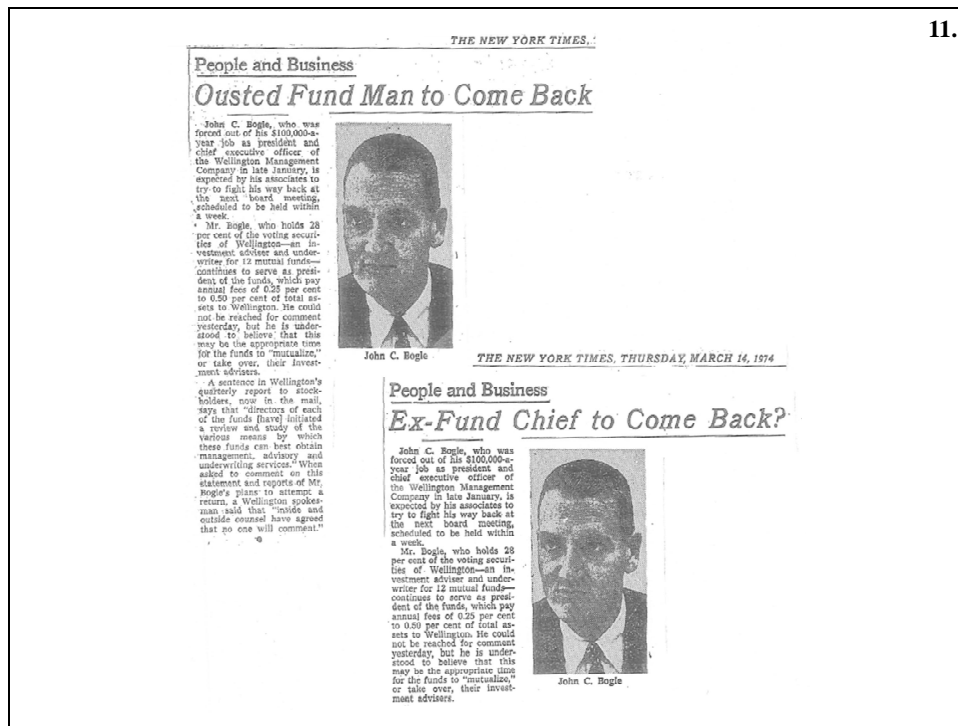 11.
THE NEW YORK TIMES,
People and Business
Ousted Fund Man to Come Back
John C. Bogle, who was
forced out of his $100,000-a-
year job as president and
chief executive officer of
the Wellington Management
Company in late January, is
expected by his associates to
try to fight his way back at
the next board meeting,
scheduled to be held within
a week.
Mr. Bogle, who holds 28
per cent of the voting securi-
ties of Wellington—an in-
vestment adviser and under-
writer for 12 mutual funds—
continues to serve as presi-
dent of the funds, which pay
annual fees of 0.25 per cent
to 0.50 per cent of total as-
sets to Wellington. He could
not be reached for comment
yesterday, but he is under-
stood to believe that this
may be the appropriate time
for the funds to "mutualize,"
or take over, their invest-
ment advisers.
A sentence in Wellington's
quarterly report to stock-
holders, now in the mail,
says that "directors of each
of the funds [have] initiated
a review and study of the
various means by which
these funds can best obtain
management, advisory and
underwriting services." When
asked to comment on this
statement and reports of Mr.
Bogle's plans to attempt a
return, a Wellington spokes-
man said that "inside and
outside counsel have agreed
that no one will comment."
John C. Bogle
THE NEW YORK TIMES, THURSDAY, MARCH 14, 1974
People and Business
Ex-Fund Chief to Come Back?
John C. Bogle, who was
forced out of his $100,000-a-
year job as president and
chief executive officer of
the Wellington Management
Company in late January, is
expected by his associates to
try to fight his way back at
the next board meeting,
scheduled to be held within
a week.
Mr. Bogle, who holds 28
per cent of the voting securi-
ties of Wellington—an in-
vestment adviser and under-
writer for 12 mutual funds—
continues to serve as presi-
dent of the funds, which pay
annual fees of 0.25 per cent
to 0.50 per cent of total as-
sets to Wellington. He could
not be reached for comment
yesterday, but he is under-
stood to believe that this
may be the appropriate time
for the funds to "mutualize,"
or take over, their invest-
ment advisers.
John C. Bogle